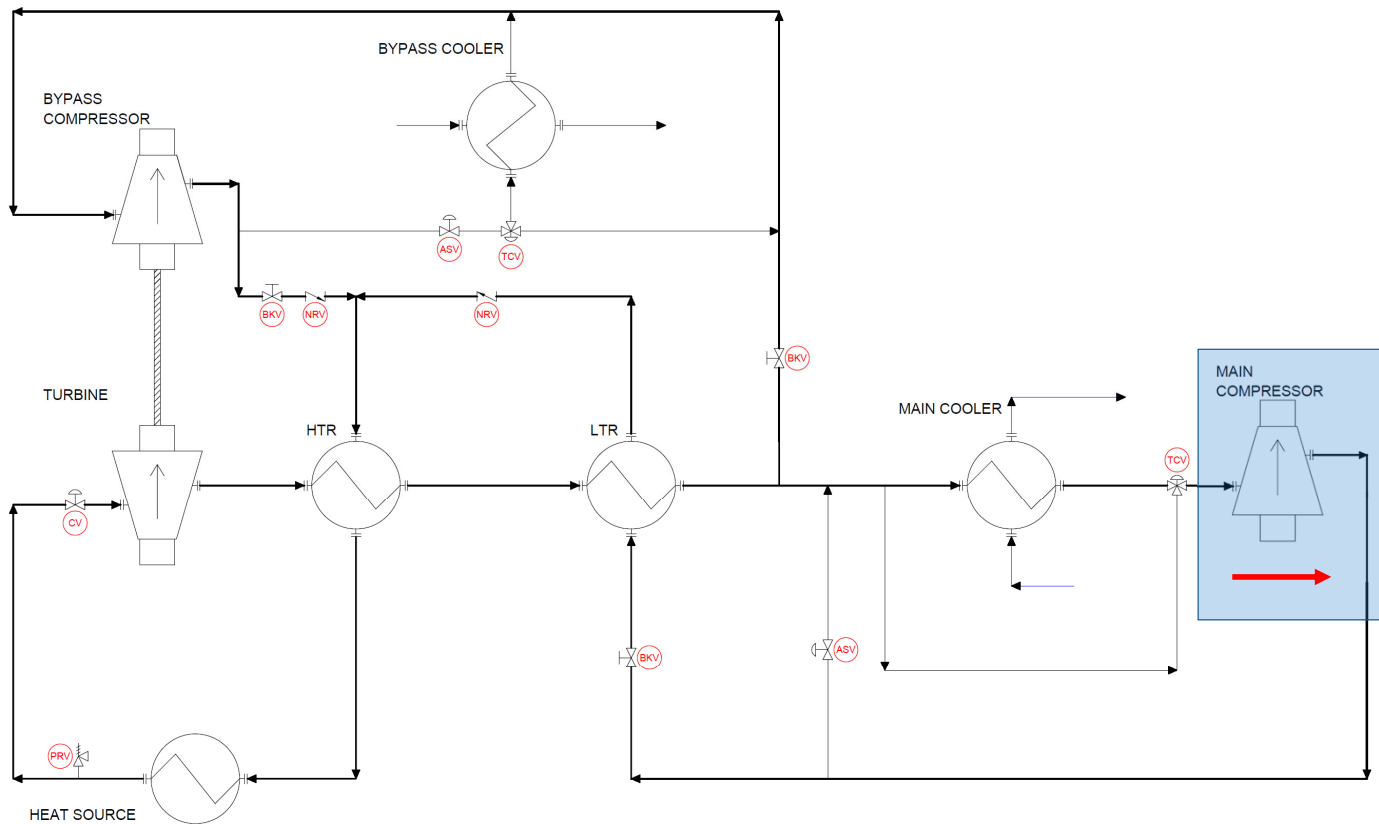 BYPASS COOLER
BYPASS
COMPRESSOR
ASV
TCV
BKV
NRV
NRV
BKV
MAIN
COMPRESSOR
TURBINE
HTR
LTR
MAIN COOLER
TCV
CV
BKV
ASV
PRV
HEAT SOURCE